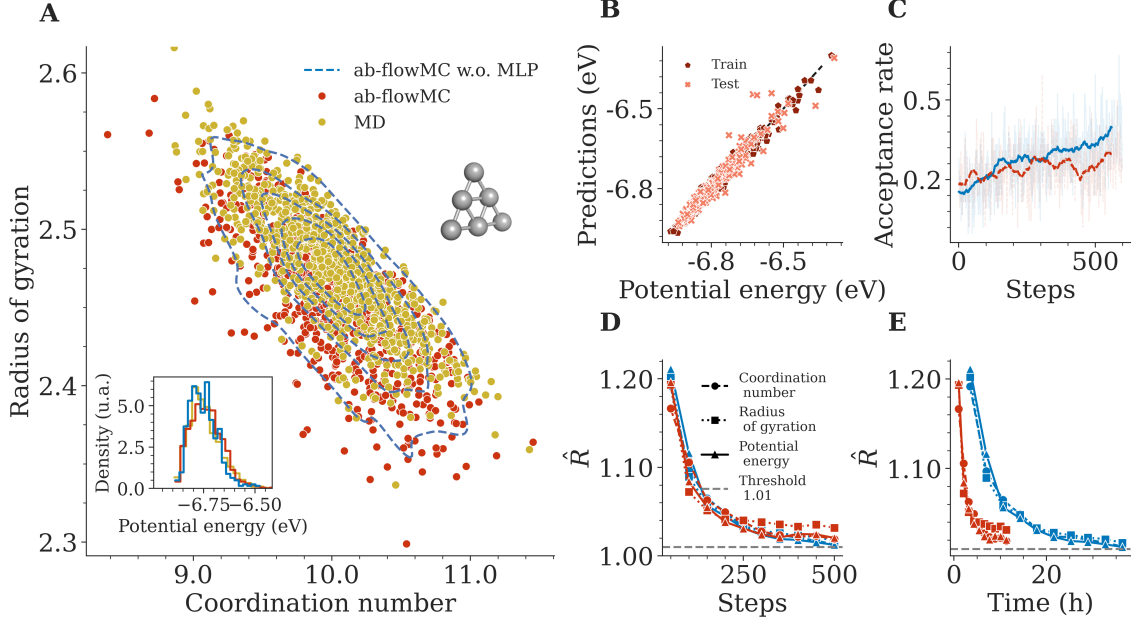 A
2.6
2.5
2.4
2.3
Radius of gyration
9.0
10.0
11.0
Coordination number
ab-flowMC w.o. MLP
ab-flowMC
MD
5.0
2.5
0.0
Density (u.a.)
−6.75
−6.50
Potential energy (eV)
B
-6.5
-6.8
Predictions (eV)
Train
Test
-6.8
-6.5
Potential energy (eV)
C
0.5
0.2
Acceptance rate
0
500
Steps
D
1.20
1.10
1.00
R̂
Coordination
number
Radius
of gyration
Potential
energy
Threshold
1.01
250
500
Steps
E
1.20
1.10
R̂
0
20
Time (h)